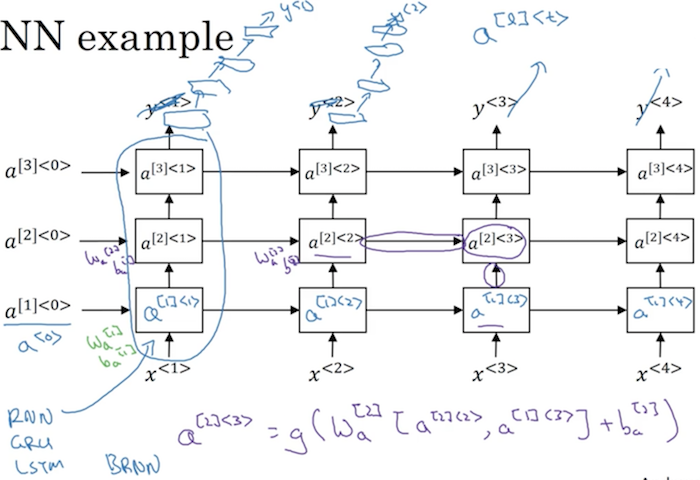 NN example
y<1> y<2> a^[l]<t>
y<1> y<2> y<3> y<4>
a^[3]<0> a^[3]<1> a^[3]<2> a^[3]<3> a^[3]<4>
a^[2]<0> a^[2]<1> a^[2]<2> a^[2]<3> a^[2]<4>
W_a^[2] W_a^[2]
b_a^[2] b_a^[2]
a^[1]<0> a^[1]<1> a^[1]<2> a^[1]<3> a^[1]<4>
a^[0]
W_a^[1]
b_a^[1]
x<1> x<2> x<3> x<4>
RNN
GRU
LSTM BRNN
a^[2]<3> = g(W_a^[2] [a^[2]<2>, a^[1]<3>] + b_a^[2])